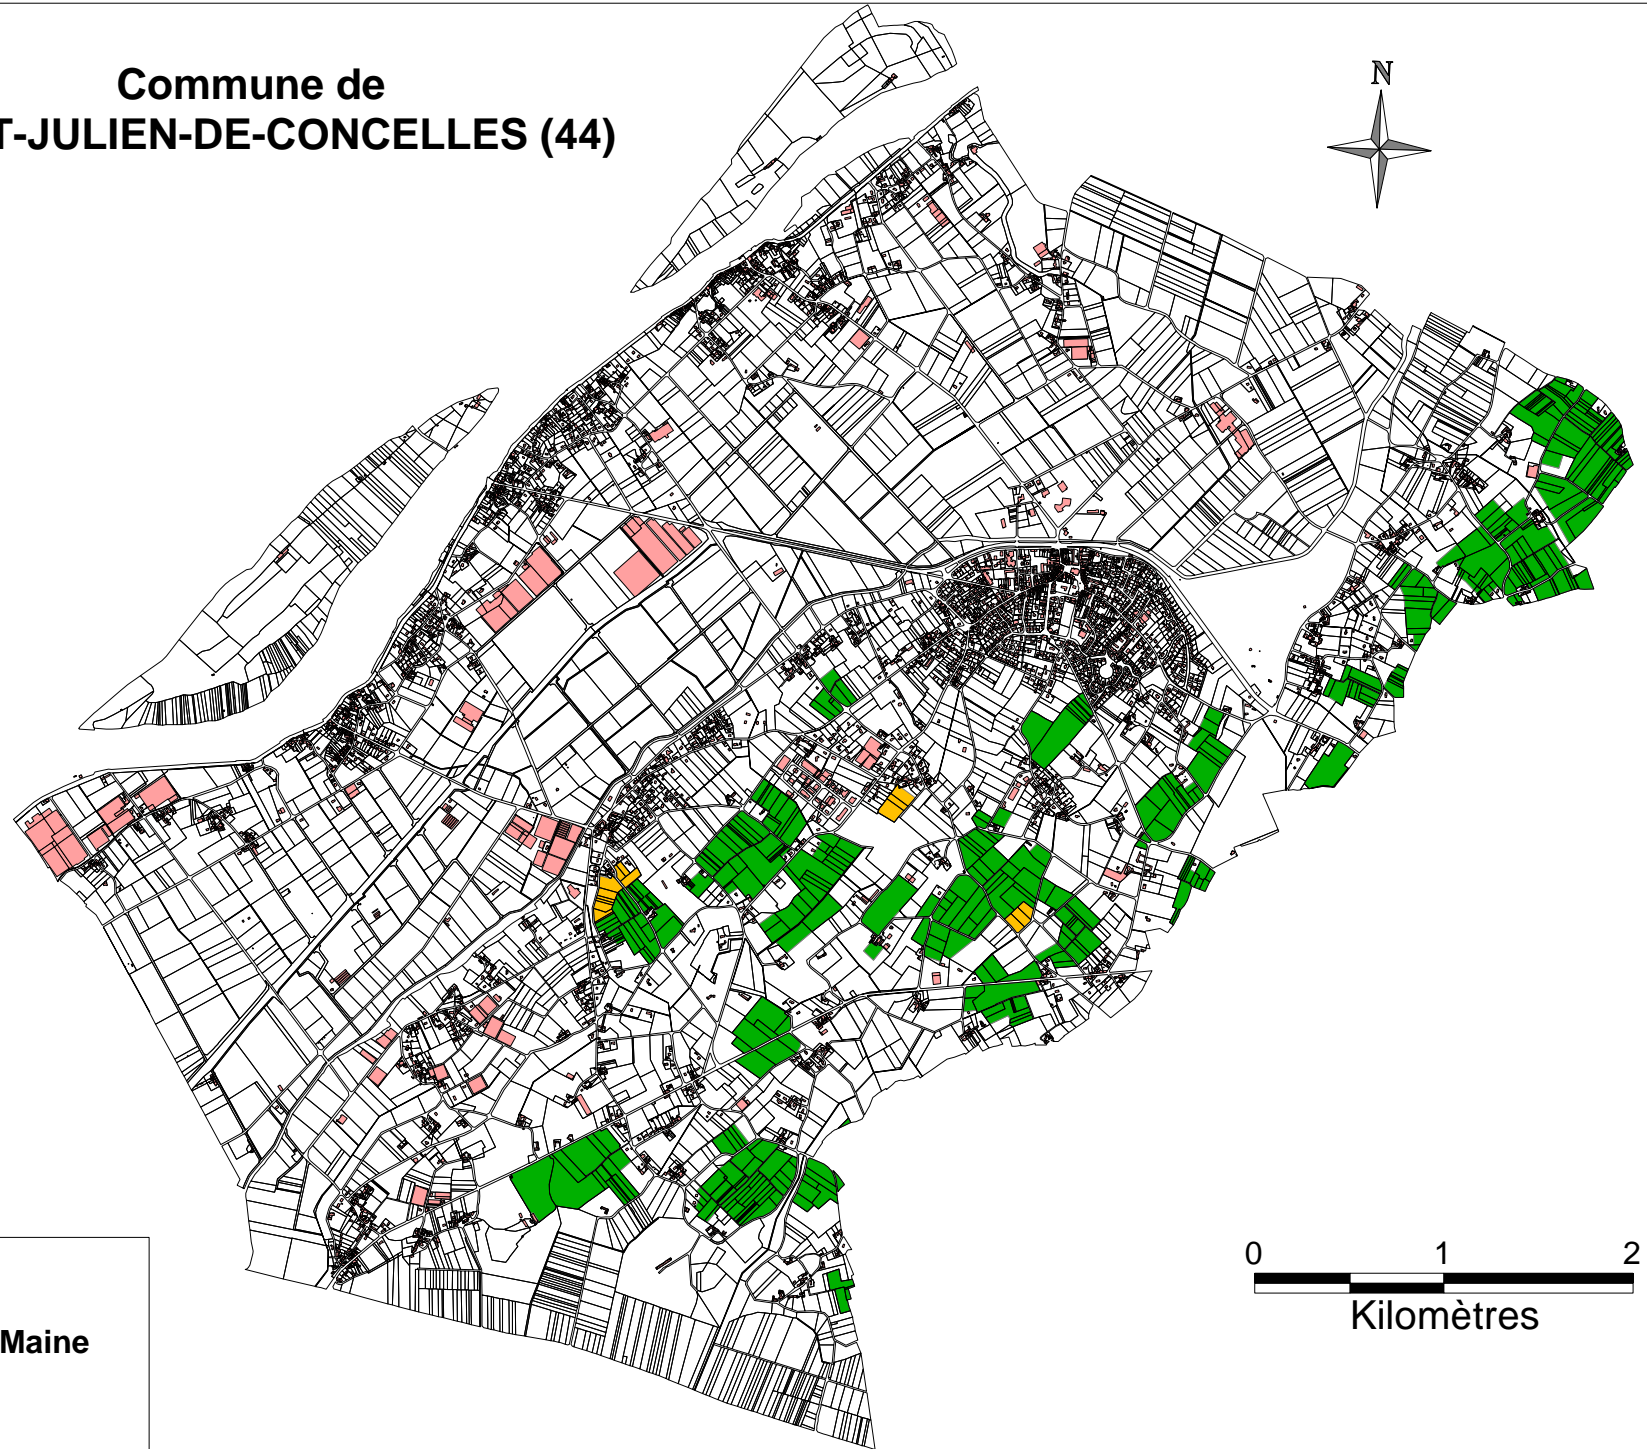 Commune de
T-JULIEN-DE-CONCELLES (44)
N
0 1 2
Kilomètres
Maine